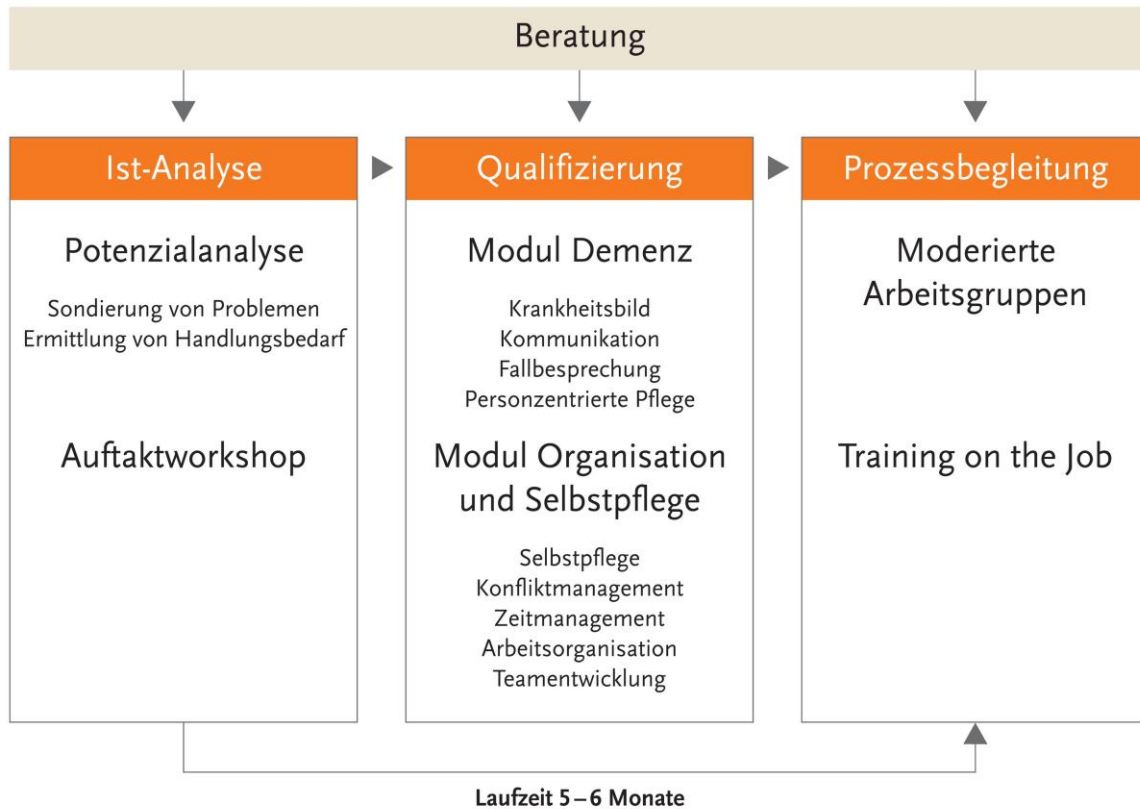 Beratung
Ist-Analyse
Potenzialanalyse
Sondierung von Problemen
Ermittlung von Handlungsbedarf
Auftaktworkshop
Qualifizierung
Modul Demenz
Krankheitsbild
Kommunikation
Fallbesprechung
Personzentrierte Pflege
Modul Organisation
und Selbstpflege
Selbstpflege
Konfliktmanagement
Zeitmanagement
Arbeitsorganisation
Teamentwicklung
Prozessbegleitung
Moderierte
Arbeitsgruppen
Training on the Job
Laufzeit 5 – 6 Monate